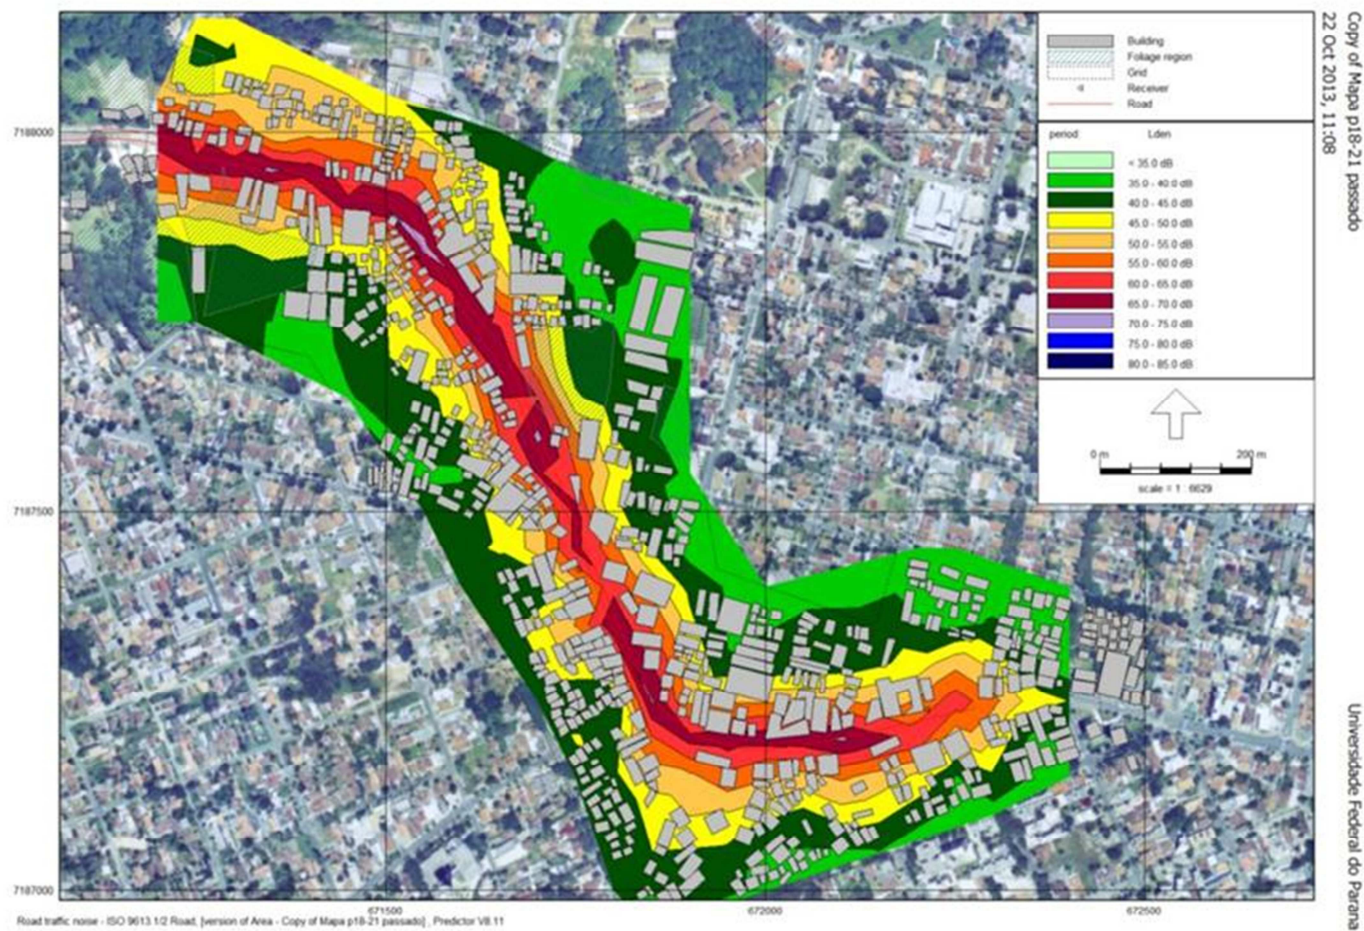 Building
Foliage region
Grid
Receiver
Road
period Lden
< 35.0 dB
35.0 - 40.0 dB
40.0 - 45.0 dB
45.0 - 50.0 dB
50.0 - 55.0 dB
55.0 - 60.0 dB
60.0 - 65.0 dB
65.0 - 70.0 dB
70.0 - 75.0 dB
75.0 - 80.0 dB
80.0 - 85.0 dB
0 m 200 m
scale = 1 : 6629
Copy of Mapa p18-21 passado
22 Oct 2013, 11:08
Universidade Federal do Parana
7188000
7187500
7187000
671500 672000 672500
Road traffic noise - ISO 9613.1/2 Road, [version of Area - Copy of Mapa p18-21 passado] , Predictor V8.11